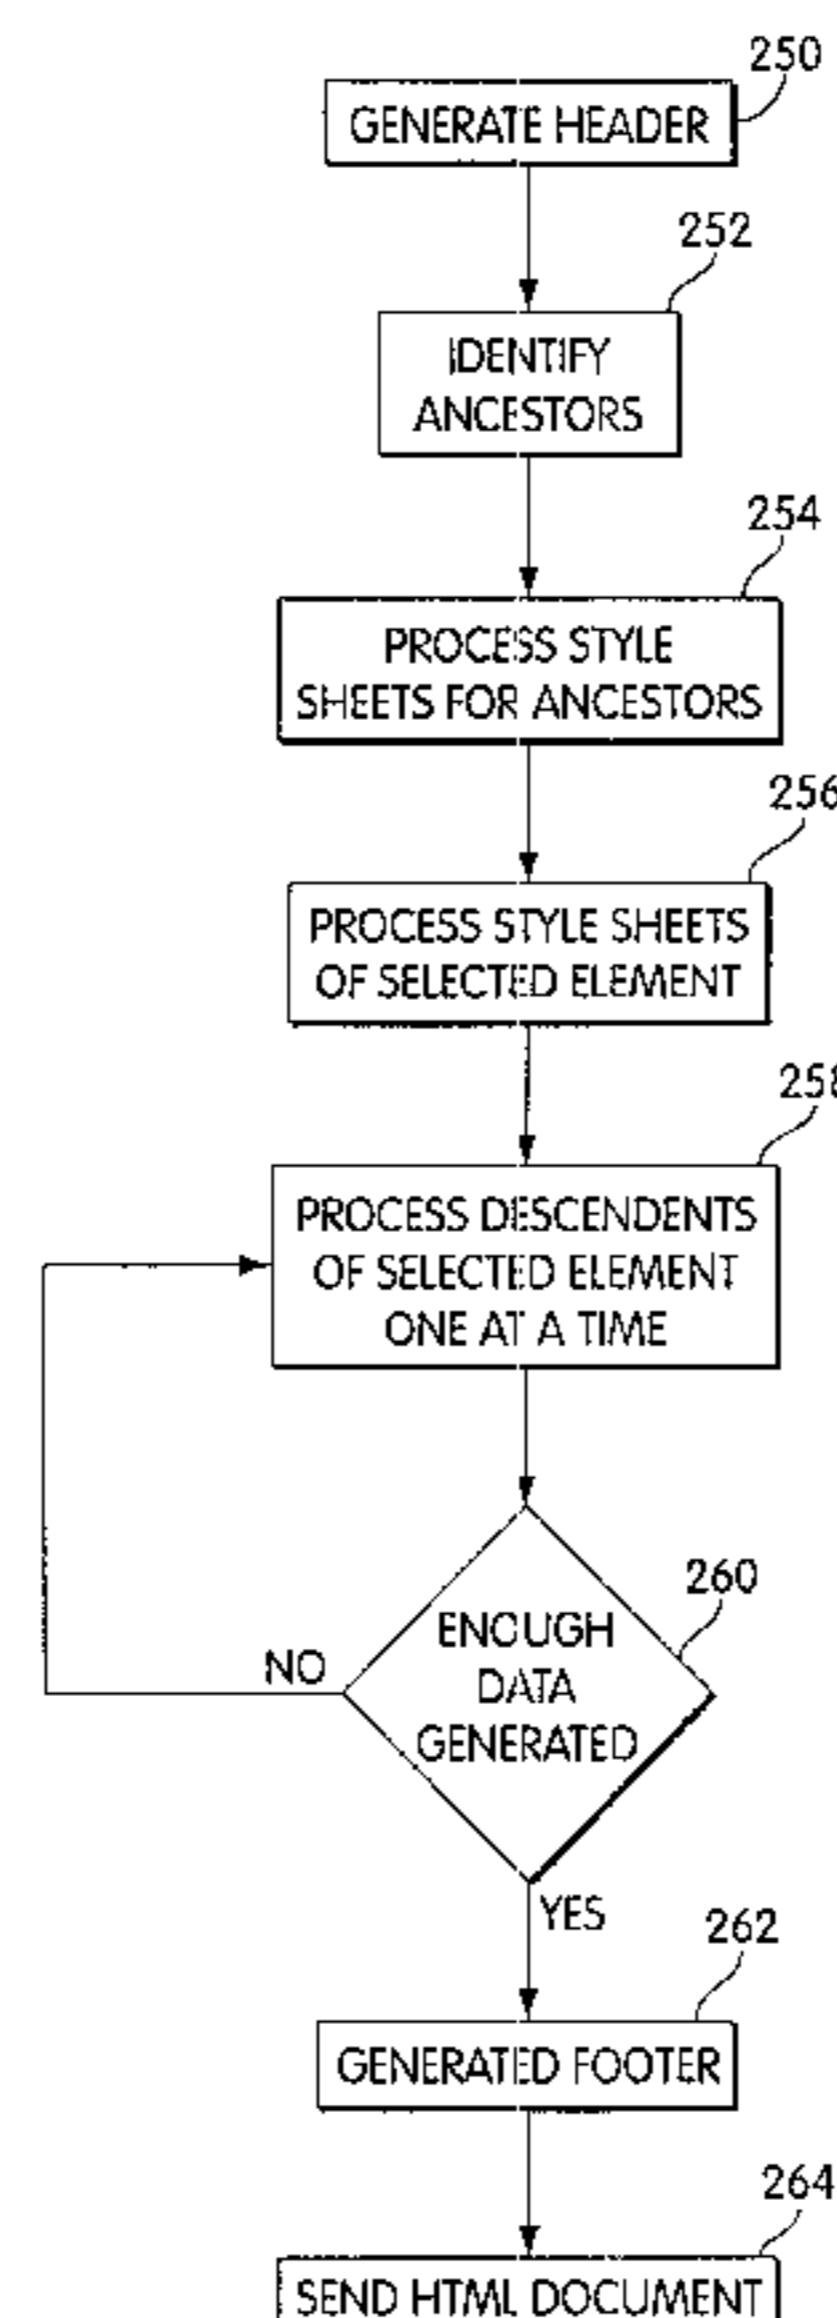 250
GENERATE HEADER
252
IDENTIFY
ANCESTORS
254
PROCESS STYLE
SHEETS FOR ANCESTORS
256
PROCESS STYLE SHEETS
OF SELECTED ELEMENT
258
PROCESS DESCENDENTS
OF SELECTED ELEMENT
ONE AT A TIME
260
ENOUGH
DATA
GENERATED
NO
YES
262
GENERATED FOOTER
264
SEND HTML DOCUMENT